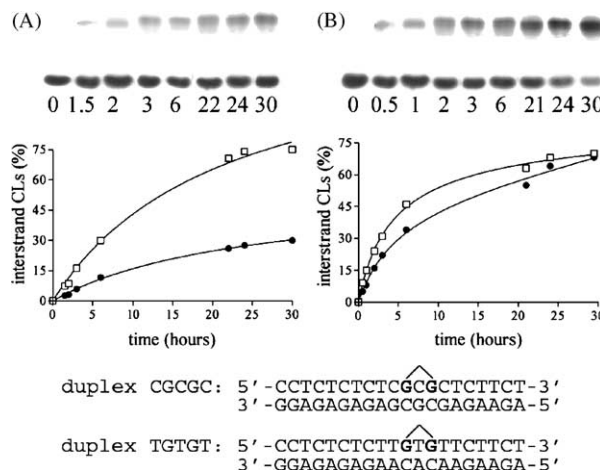 (A) (B)
0 1.5 2 3 6 22 24 30 0 0.5 1 2 3 6 21 24 30
75 75
60 60
45 45
30 30
15 15
0 0
interstrand CLs (%) interstrand CLs (%)
0 5 10 15 20 25 30 0 5 10 15 20 25 30
time (hours) time (hours)
duplex CGCGC: 5'-CCTCTCTCTCGCGCTCTTCT-3'
3'-GGAGAGAGAGCGCGAGAAGA-5'
duplex TGTGT: 5'-CCTCTCTCTTGTGTTCTTCT-3'
3'-GGAGAGAGAACACAAGAAGA-5'